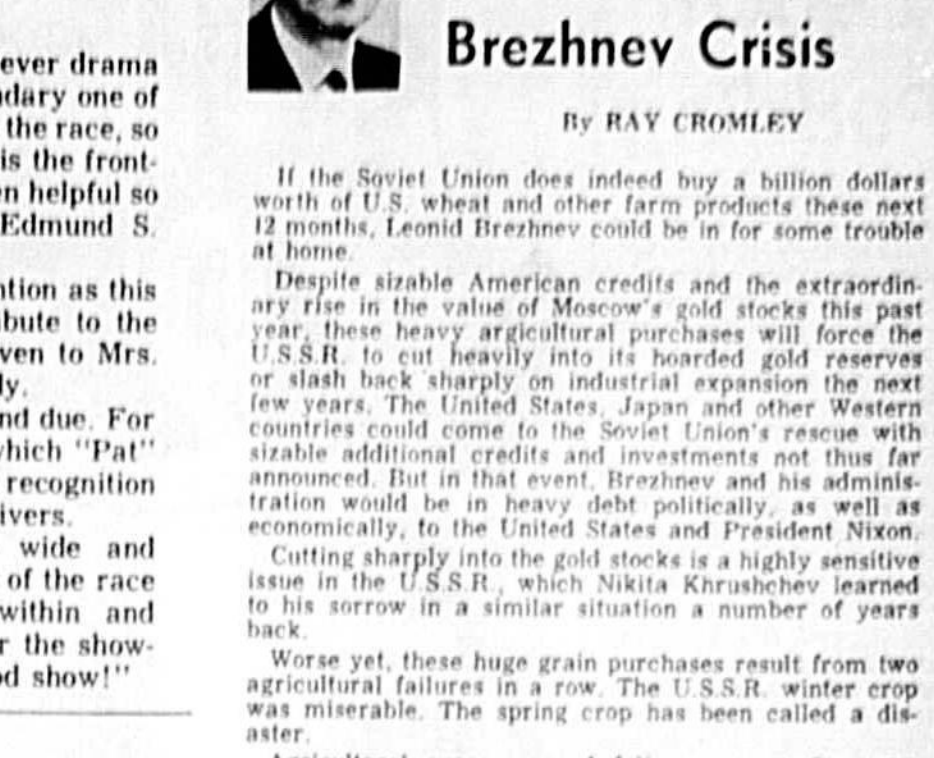 ever drama
dary one of
the race, so
is the front-
n helpful so
Edmund S.
ntion as this
bute to the
ven to Mrs.
ly.
nd due. For
which "Pat"
recognition
ivers.
wide and
of the race
within and
r the show-
od show!"
Brezhnev Crisis
By RAY CROMLEY
If the Soviet Union does indeed buy a billion dollars
worth of U.S. wheat and other farm products these next
12 months, Leonid Brezhnev could be in for some trouble
at home.
Despite sizable American credits and the extraordin-
ary rise in the value of Moscow's gold stocks this past
year, these heavy argicultural purchases will force the
U.S.S.R. to cut heavily into its hoarded gold reserves
or slash back sharply on industrial expansion the next
few years. The United States, Japan and other Western
countries could come to the Soviet Union's rescue with
sizable additional credits and investments not thus far
announced. But in that event, Brezhnev and his adminis-
tration would be in heavy debt politically, as well as
economically, to the United States and President Nixon.
Cutting sharply into the gold stocks is a highly sensitive
issue in the U.S.S.R., which Nikita Khrushchev learned
to his sorrow in a similar situation a number of years
back.
Worse yet, these huge grain purchases result from two
agricultural failures in a row. The U.S.S.R. winter crop
was miserable. The spring crop has been called a dis-
aster.